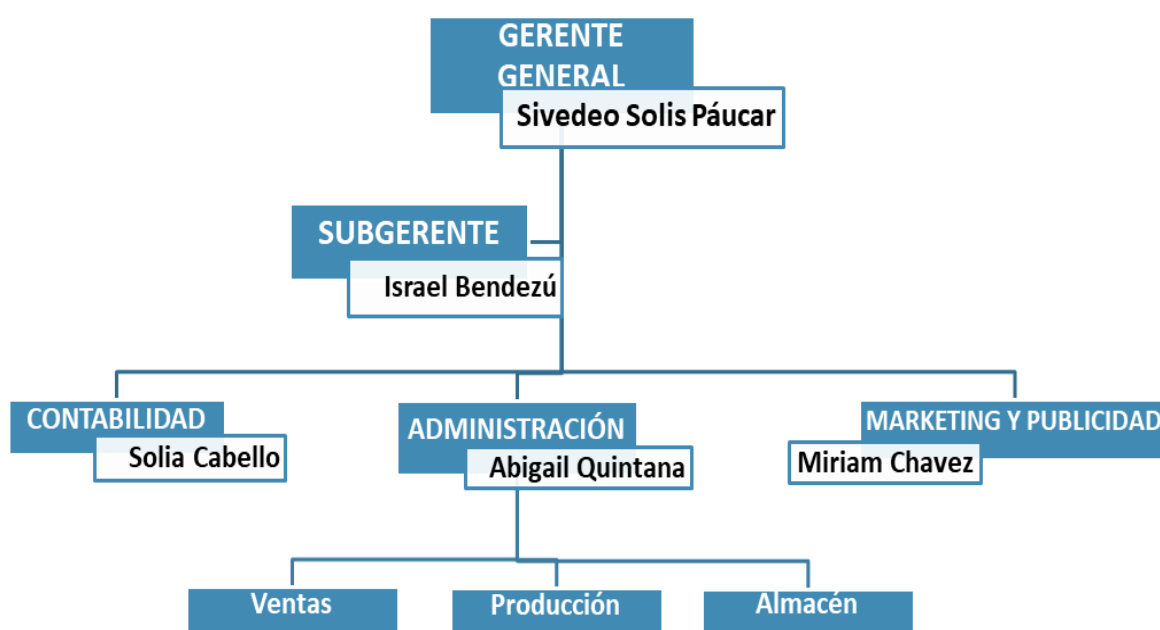 GERENTE
GENERAL
Sivedeo Solis Páucar
SUBGERENTE
Israel Bendezú
CONTABILIDAD
Solia Cabello
ADMINISTRACIÓN
Abigail Quintana
MARKETING Y PUBLICIDAD
Miriam Chavez
Ventas
Producción
Almacén